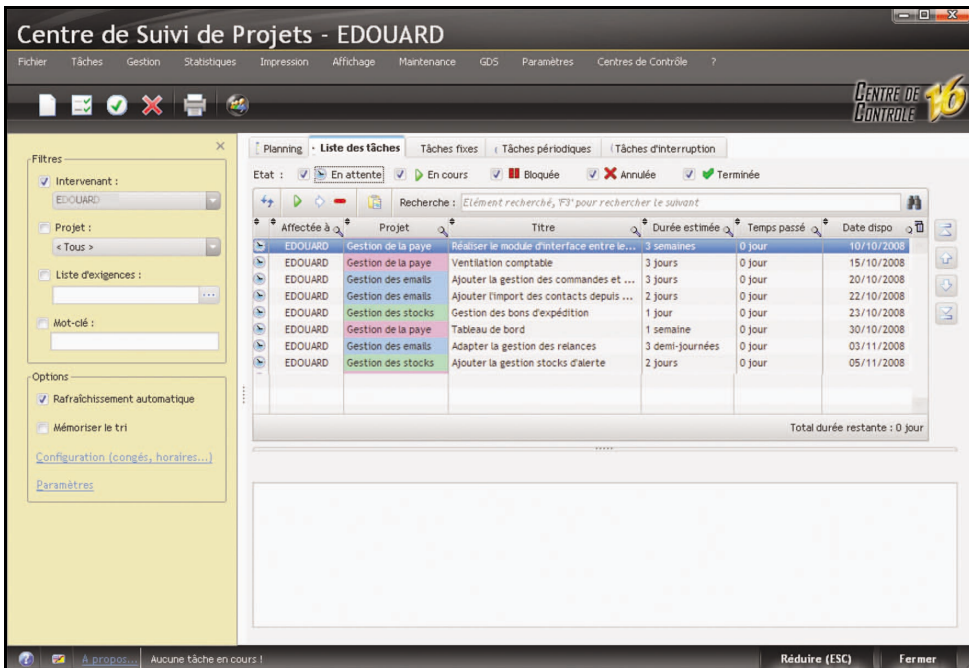 Centre de Suivi de Projets - EDOUARD
Fichier Tâches Gestion Statistiques Impression Affichage Maintenance GDS Paramètres Centres de Contrôle ?
CENTRE DE CONTROLE 16
Planning Liste des tâches Tâches fixes Tâches périodiques Tâches d'interruption
Filtres
Intervenant :
EDOUARD
Projet :
< Tous >
Liste d'exigences :
...
Mot-clé :
Options
Rafraîchissement automatique
Mémoriser le tri
Configuration (congés, horaires...)
Paramètres
Etat : En attente En cours Bloquée Annulée Terminée
Recherche : Elément recherché, 'F3' pour rechercher le suivant
Affectée à Projet Titre Durée estimée Temps passé Date dispo
EDOUARD Gestion de la paye Réaliser le module d'interface entre le... 3 semaines 0 jour 10/10/2008
EDOUARD Gestion de la paye Ventilation comptable 3 jours 0 jour 15/10/2008
EDOUARD Gestion des emails Ajouter la gestion des commandes et ... 3 jours 0 jour 20/10/2008
EDOUARD Gestion des emails Ajouter l'import des contacts depuis ... 2 jours 0 jour 22/10/2008
EDOUARD Gestion des stocks Gestion des bons d'expédition 1 jour 0 jour 23/10/2008
EDOUARD Gestion de la paye Tableau de bord 1 semaine 0 jour 30/10/2008
EDOUARD Gestion des emails Adapter la gestion des relances 3 demi-journées 0 jour 03/11/2008
EDOUARD Gestion des stocks Ajouter la gestion stocks d'alerte 2 jours 0 jour 05/11/2008
Total durée restante : 0 jour
A propos... Aucune tâche en cours ! Réduire (ESC) Fermer